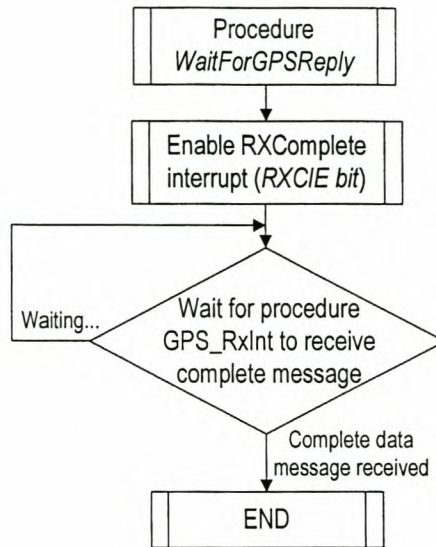 Procedure
WaitForGPSReply
Enable RXComplete
interrupt (RXCIE bit)
Waiting...
Wait for procedure
GPS_RxInt to receive
complete message
Complete data
message received
END